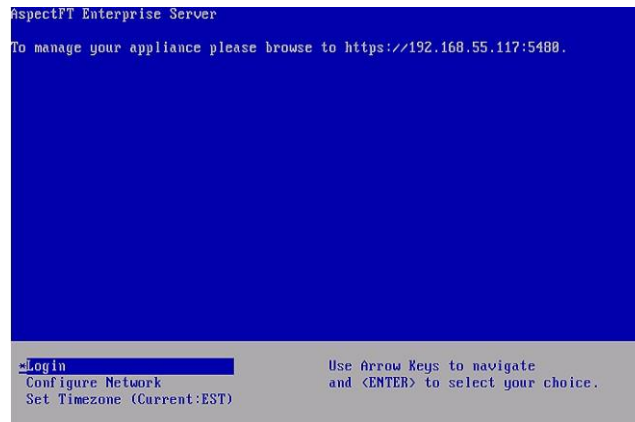 AspectFT Enterprise Server
To manage your appliance please browse to https://192.168.55.117:5480.
*Login
Configure Network
Set Timezone (Current:EST)
Use Arrow Keys to navigate
and <ENTER> to select your choice.